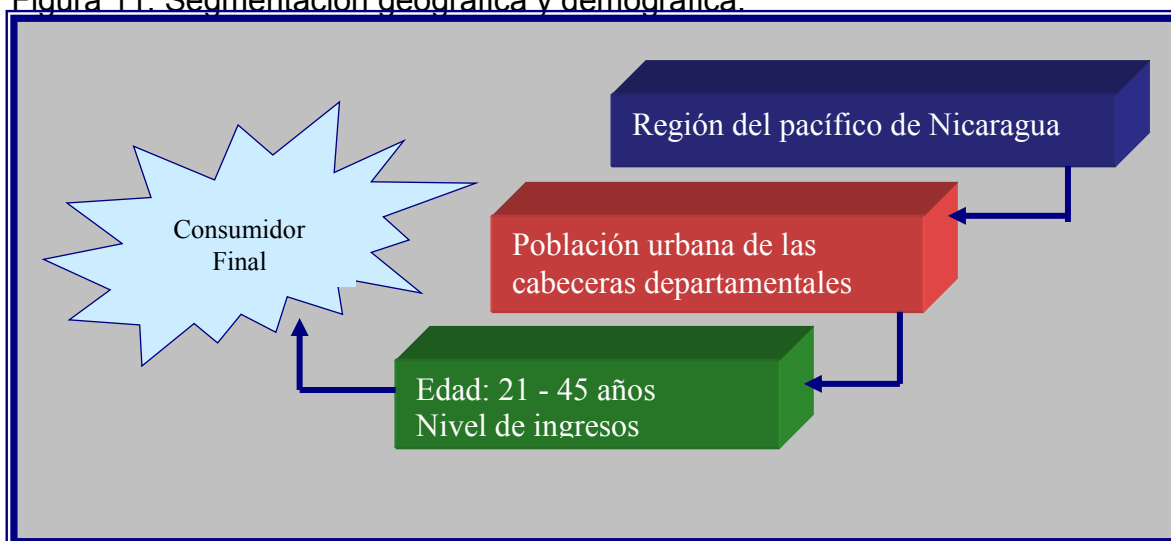 Figura 11. Segmentación geográfica y demográfica.
Región del pacífico de Nicaragua
Población urbana de las
cabeceras departamentales
Edad: 21 - 45 años
Nivel de ingresos
Consumidor
Final